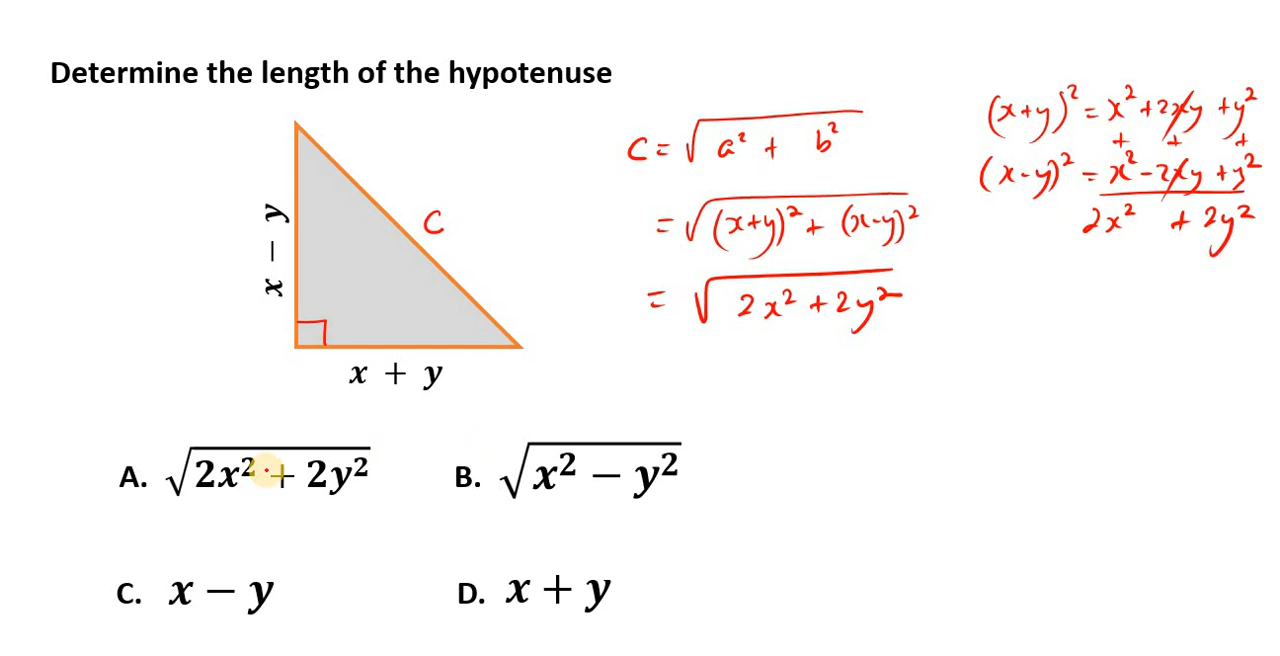 Determine the length of the hypotenuse
x − y
C
x + y
C = √(a² + b²)
= √((x+y)² + (x-y)²)
= √(2x² + 2y²)
(x+y)² = x² + 2xy + y²
+ + +
(x-y)² = x² - 2xy + y²
2x² + 2y²
A. √(2x² + 2y²)
B. √(x² − y²)
C. x − y
D. x + y